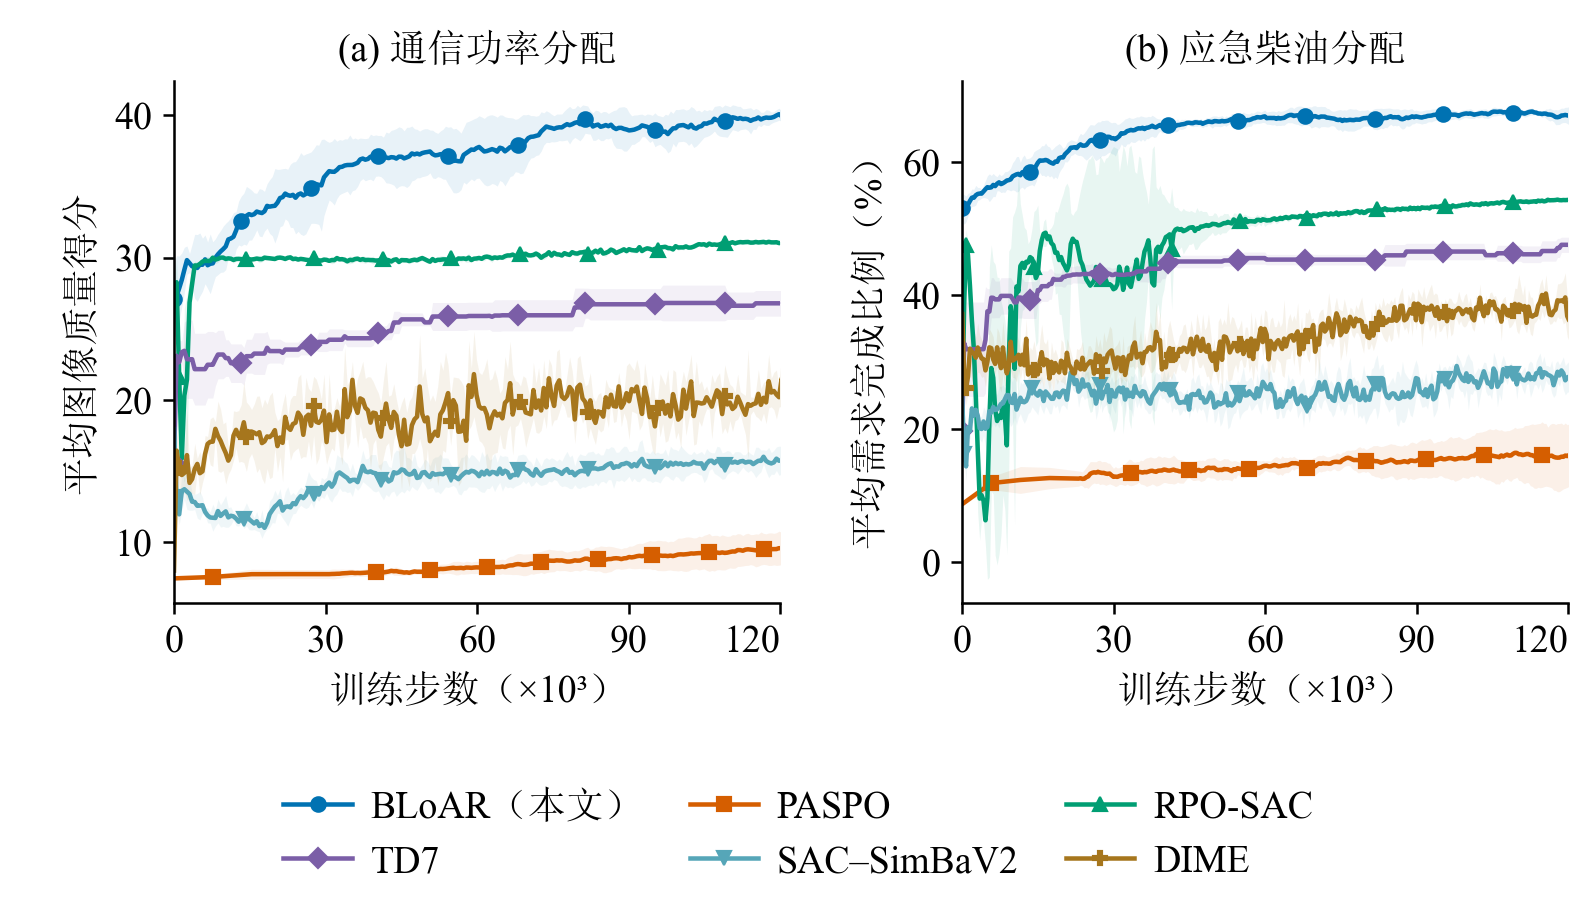 (a) 通信功率分配
平均图像质量得分
40
30
20
10
0 30 60 90 120
训练步数（×10³）
(b) 应急柴油分配
平均需求完成比例（%）
60
40
20
0
0 30 60 90 120
训练步数（×10³）
BLoAR（本文） PASPO RPO-SAC
TD7 SAC–SimBaV2 DIME